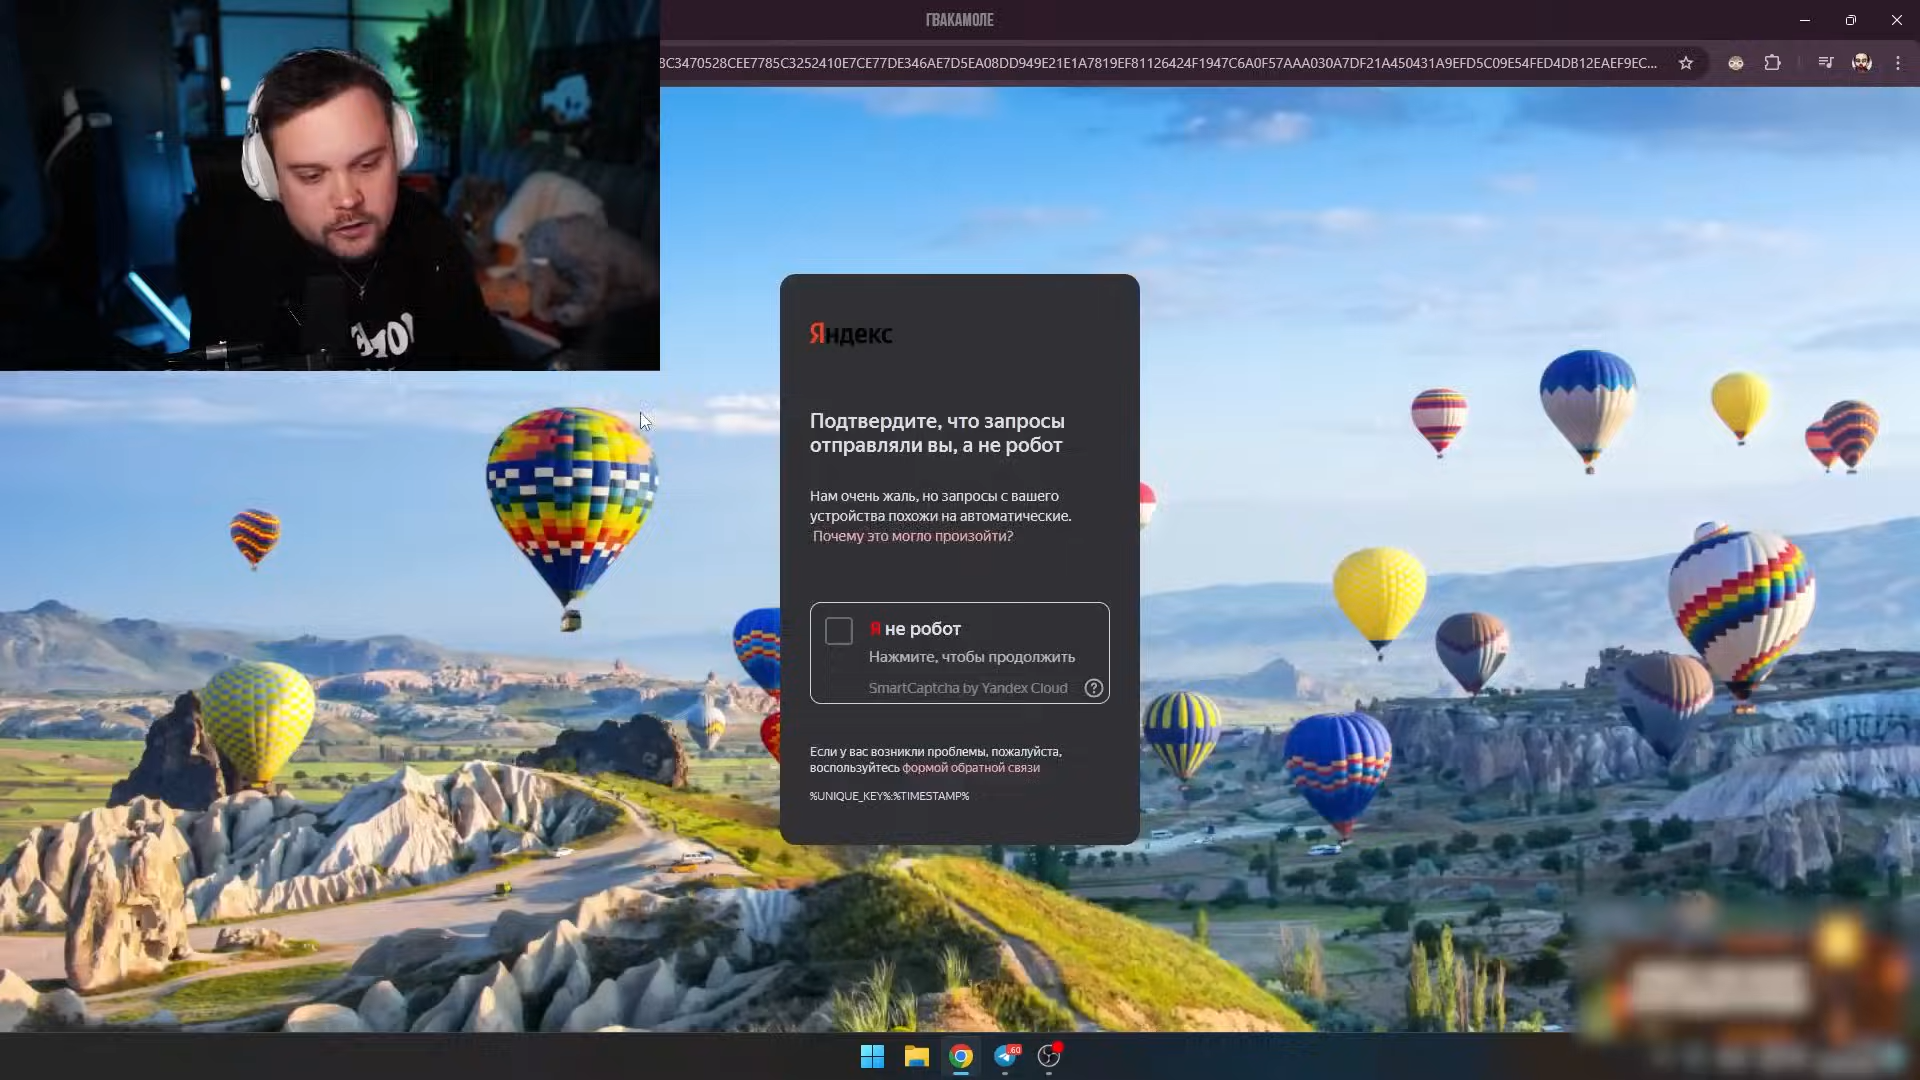 ГВАКАМОЛЕ
8C3470528CEE7785C3252410E7CE77DE346AE7D5EA08DD949E21E1A7819EF81126424F1947C6A0F57AAA030A7DF21A450431A9EFD5C09E54FED4DB12EAEF9EC...
Яндекс
Подтвердите, что запросы
отправляли вы, а не робот
Нам очень жаль, но запросы с вашего
устройства похожи на автоматические.
Почему это могло произойти?
Я не робот
Нажмите, чтобы продолжить
SmartCaptcha by Yandex Cloud
Если у вас возникли проблемы, пожалуйста,
воспользуйтесь формой обратной связи
%UNIQUE_KEY%:%TIMESTAMP%
60